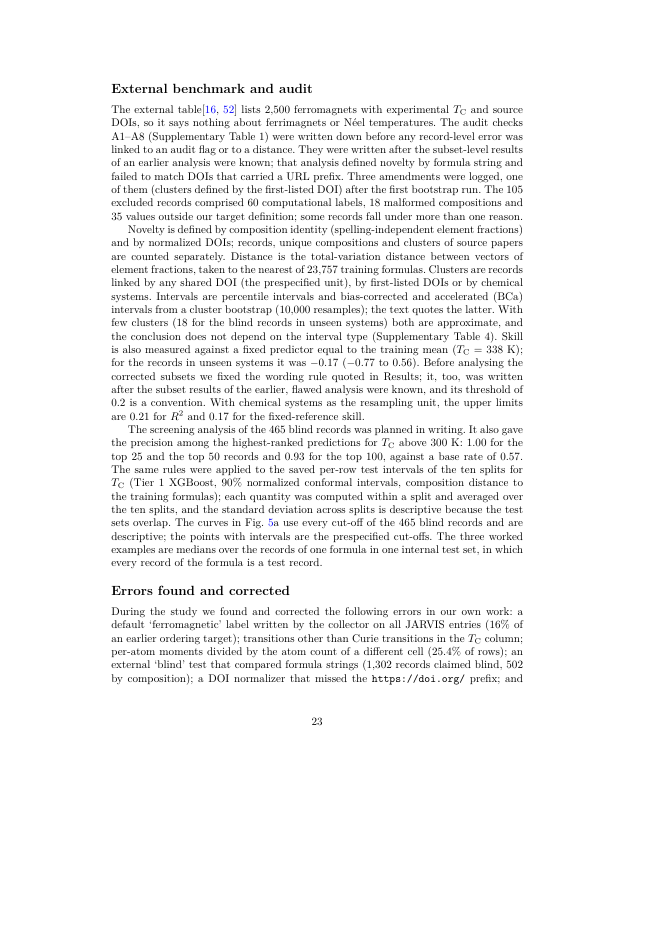 External benchmark and audit
The external table[16, 52] lists 2,500 ferromagnets with experimental TC and source
DOIs, so it says nothing about ferrimagnets or Néel temperatures. The audit checks
A1–A8 (Supplementary Table 1) were written down before any record-level error was
linked to an audit flag or to a distance. They were written after the subset-level results
of an earlier analysis were known; that analysis defined novelty by formula string and
failed to match DOIs that carried a URL prefix. Three amendments were logged, one
of them (clusters defined by the first-listed DOI) after the first bootstrap run. The 105
excluded records comprised 60 computational labels, 18 malformed compositions and
35 values outside our target definition; some records fall under more than one reason.
Novelty is defined by composition identity (spelling-independent element fractions)
and by normalized DOIs; records, unique compositions and clusters of source papers
are counted separately. Distance is the total-variation distance between vectors of
element fractions, taken to the nearest of 23,757 training formulas. Clusters are records
linked by any shared DOI (the prespecified unit), by first-listed DOIs or by chemical
systems. Intervals are percentile intervals and bias-corrected and accelerated (BCa)
intervals from a cluster bootstrap (10,000 resamples); the text quotes the latter. With
few clusters (18 for the blind records in unseen systems) both are approximate, and
the conclusion does not depend on the interval type (Supplementary Table 4). Skill
is also measured against a fixed predictor equal to the training mean (TC = 338 K);
for the records in unseen systems it was −0.17 (−0.77 to 0.56). Before analysing the
corrected subsets we fixed the wording rule quoted in Results; it, too, was written
after the subset results of the earlier, flawed analysis were known, and its threshold of
0.2 is a convention. With chemical systems as the resampling unit, the upper limits
are 0.21 for R2 and 0.17 for the fixed-reference skill.
The screening analysis of the 465 blind records was planned in writing. It also gave
the precision among the highest-ranked predictions for TC above 300 K: 1.00 for the
top 25 and the top 50 records and 0.93 for the top 100, against a base rate of 0.57.
The same rules were applied to the saved per-row test intervals of the ten splits for
TC (Tier 1 XGBoost, 90% normalized conformal intervals, composition distance to
the training formulas); each quantity was computed within a split and averaged over
the ten splits, and the standard deviation across splits is descriptive because the test
sets overlap. The curves in Fig. 5a use every cut-off of the 465 blind records and are
descriptive; the points with intervals are the prespecified cut-offs. The three worked
examples are medians over the records of one formula in one internal test set, in which
every record of the formula is a test record.
Errors found and corrected
During the study we found and corrected the following errors in our own work: a
default ‘ferromagnetic’ label written by the collector on all JARVIS entries (16% of
an earlier ordering target); transitions other than Curie transitions in the TC column;
per-atom moments divided by the atom count of a different cell (25.4% of rows); an
external ‘blind’ test that compared formula strings (1,302 records claimed blind, 502
by composition); a DOI normalizer that missed the https://doi.org/ prefix; and
23